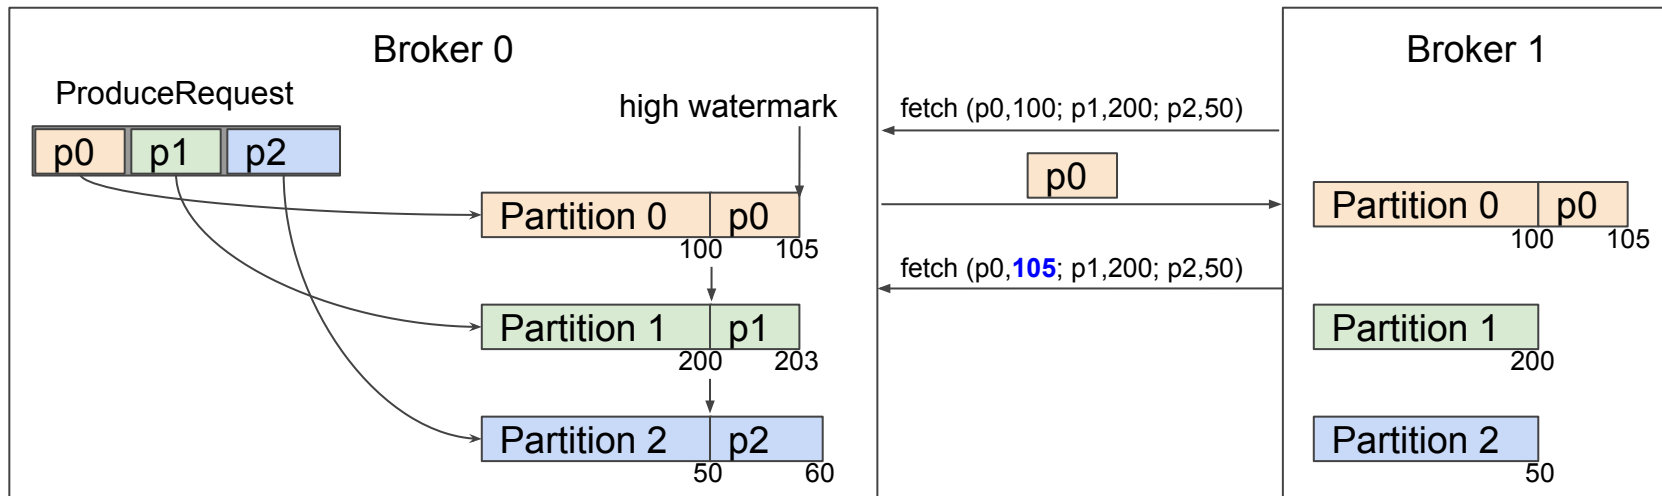 Broker 0
ProduceRequest
p0 p1 p2
high watermark
Partition 0 p0
100 105
Partition 1 p1
200 203
Partition 2 p2
50 60
fetch (p0,100; p1,200; p2,50)
p0
fetch (p0,105; p1,200; p2,50)
Broker 1
Partition 0 p0
100 105
Partition 1
200
Partition 2
50